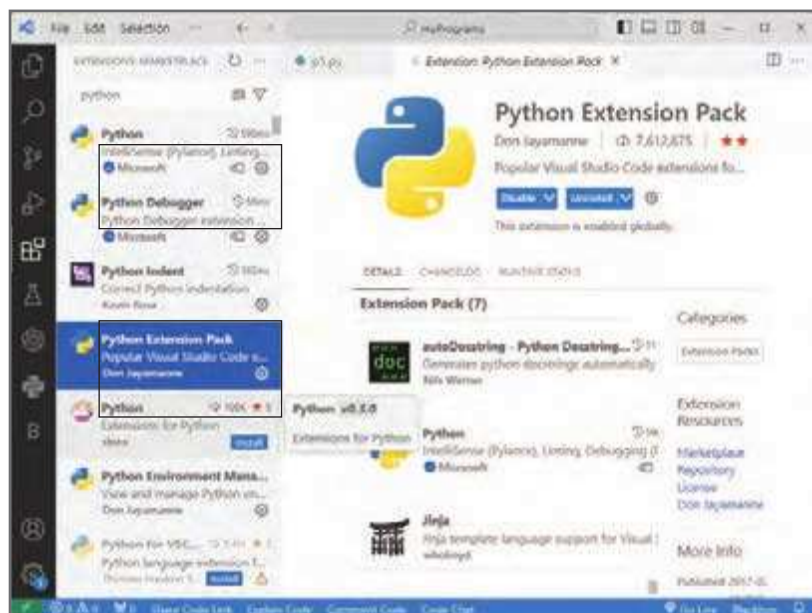 File Edit Selection ...
myPrograms
EXTENSIONS: MARKETPLACE
python
Python
IntelliSense (Pylance), Linting,...
Microsoft
Python Debugger
Python Debugger extension ...
Microsoft
Python Indent
Correct Python indentation
Kevin Rose
Python Extension Pack
Popular Visual Studio Code e...
Don Jayamanne
Python
Extensions for Python
Install
Python Environment Mana...
View and manage Python en...
Don Jayamanne
Python for VSC...
Python language extension f...
Install
p1.py
Extension: Python Extension Pack
Python Extension Pack
Don Jayamanne
7,612,675
Popular Visual Studio Code extensions fo...
Disable
Uninstall
This extension is enabled globally.
DETAILS CHANGELOG RUNTIME STATUS
Extension Pack (7)
doc
autoDocstring - Python Docstring...
Generates python docstrings automatically
Nils Werner
Python v0.3.0
Extensions for Python
Python
IntelliSense (Pylance), Linting, Debugging (
Microsoft
Jinja
Jinja template language support for Visual
wholroyd
Categories
Extension Packs
Extension
Resources
Marketplace
Repository
License
Don Jayamanne
More Info
Published 2017-
Explain Code Comment Code Code Chat
Go Live